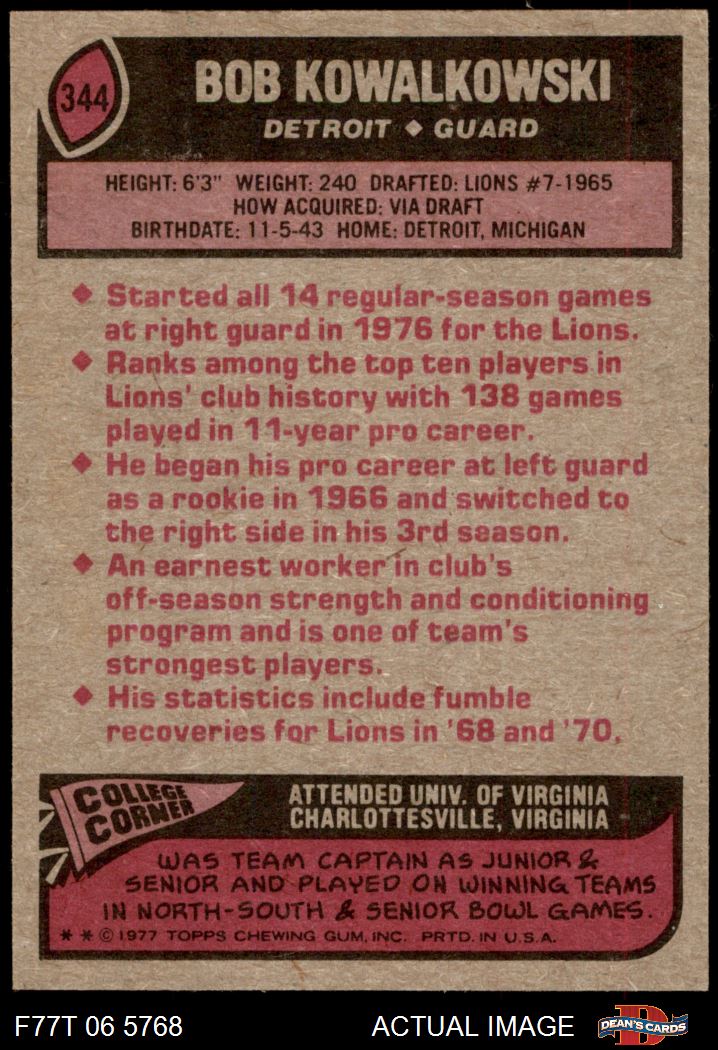 344
BOB KOWALKOWSKI
DETROIT ◆ GUARD
HEIGHT: 6'3" WEIGHT: 240 DRAFTED: LIONS #7-1965
HOW ACQUIRED: VIA DRAFT
BIRTHDATE: 11-5-43 HOME: DETROIT, MICHIGAN
◆ Started all 14 regular-season games
at right guard in 1976 for the Lions.
◆ Ranks among the top ten players in
Lions' club history with 138 games
played in 11-year pro career.
◆ He began his pro career at left guard
as a rookie in 1966 and switched to
the right side in his 3rd season.
◆ An earnest worker in club's
off-season strength and conditioning
program and is one of team's
strongest players.
◆ His statistics include fumble
recoveries for Lions in '68 and '70.
COLLEGE
CORNER
ATTENDED UNIV. OF VIRGINIA
CHARLOTTESVILLE, VIRGINIA
WAS TEAM CAPTAIN AS JUNIOR &
SENIOR AND PLAYED ON WINNING TEAMS
IN NORTH-SOUTH & SENIOR BOWL GAMES.
* * © 1977 TOPPS CHEWING GUM, INC. PRTD. IN U.S.A.
F77T 06 5768
ACTUAL IMAGE
D
DEAN'S CARDS